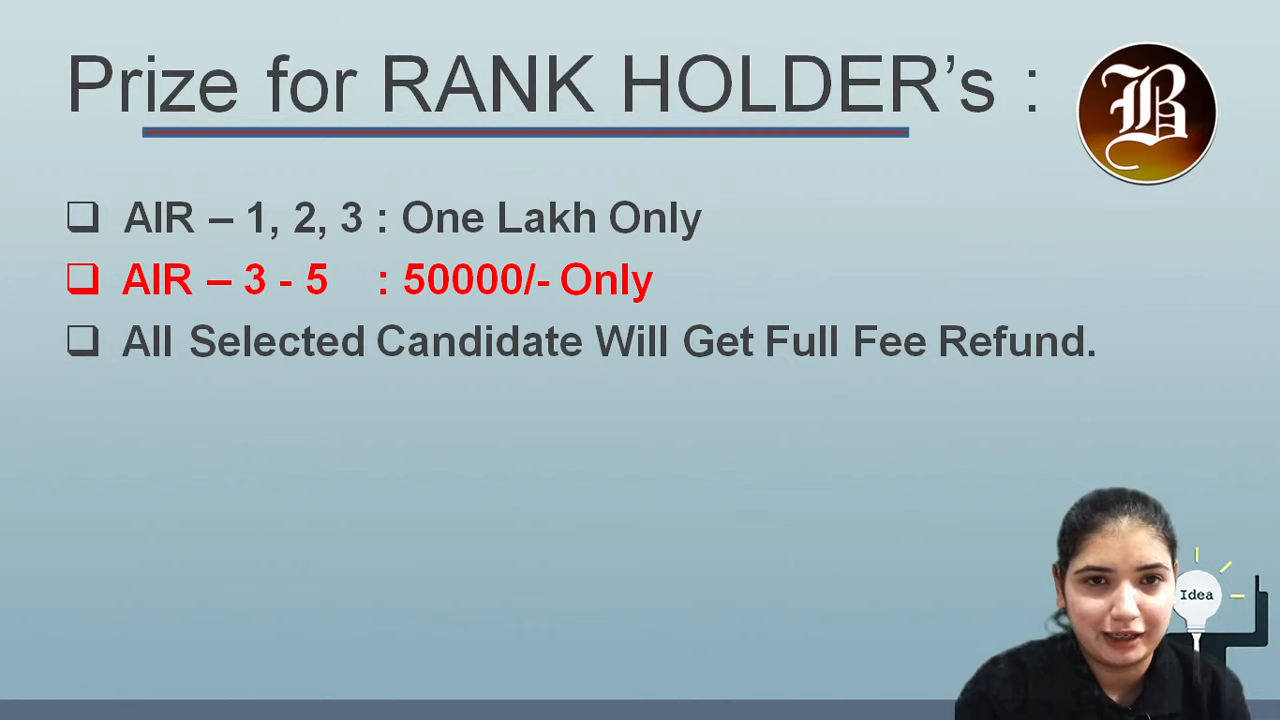 Prize for RANK HOLDER’s :
B
❑ AIR – 1, 2, 3 : One Lakh Only
❑ AIR – 3 - 5 : 50000/- Only
❑ All Selected Candidate Will Get Full Fee Refund.
Idea